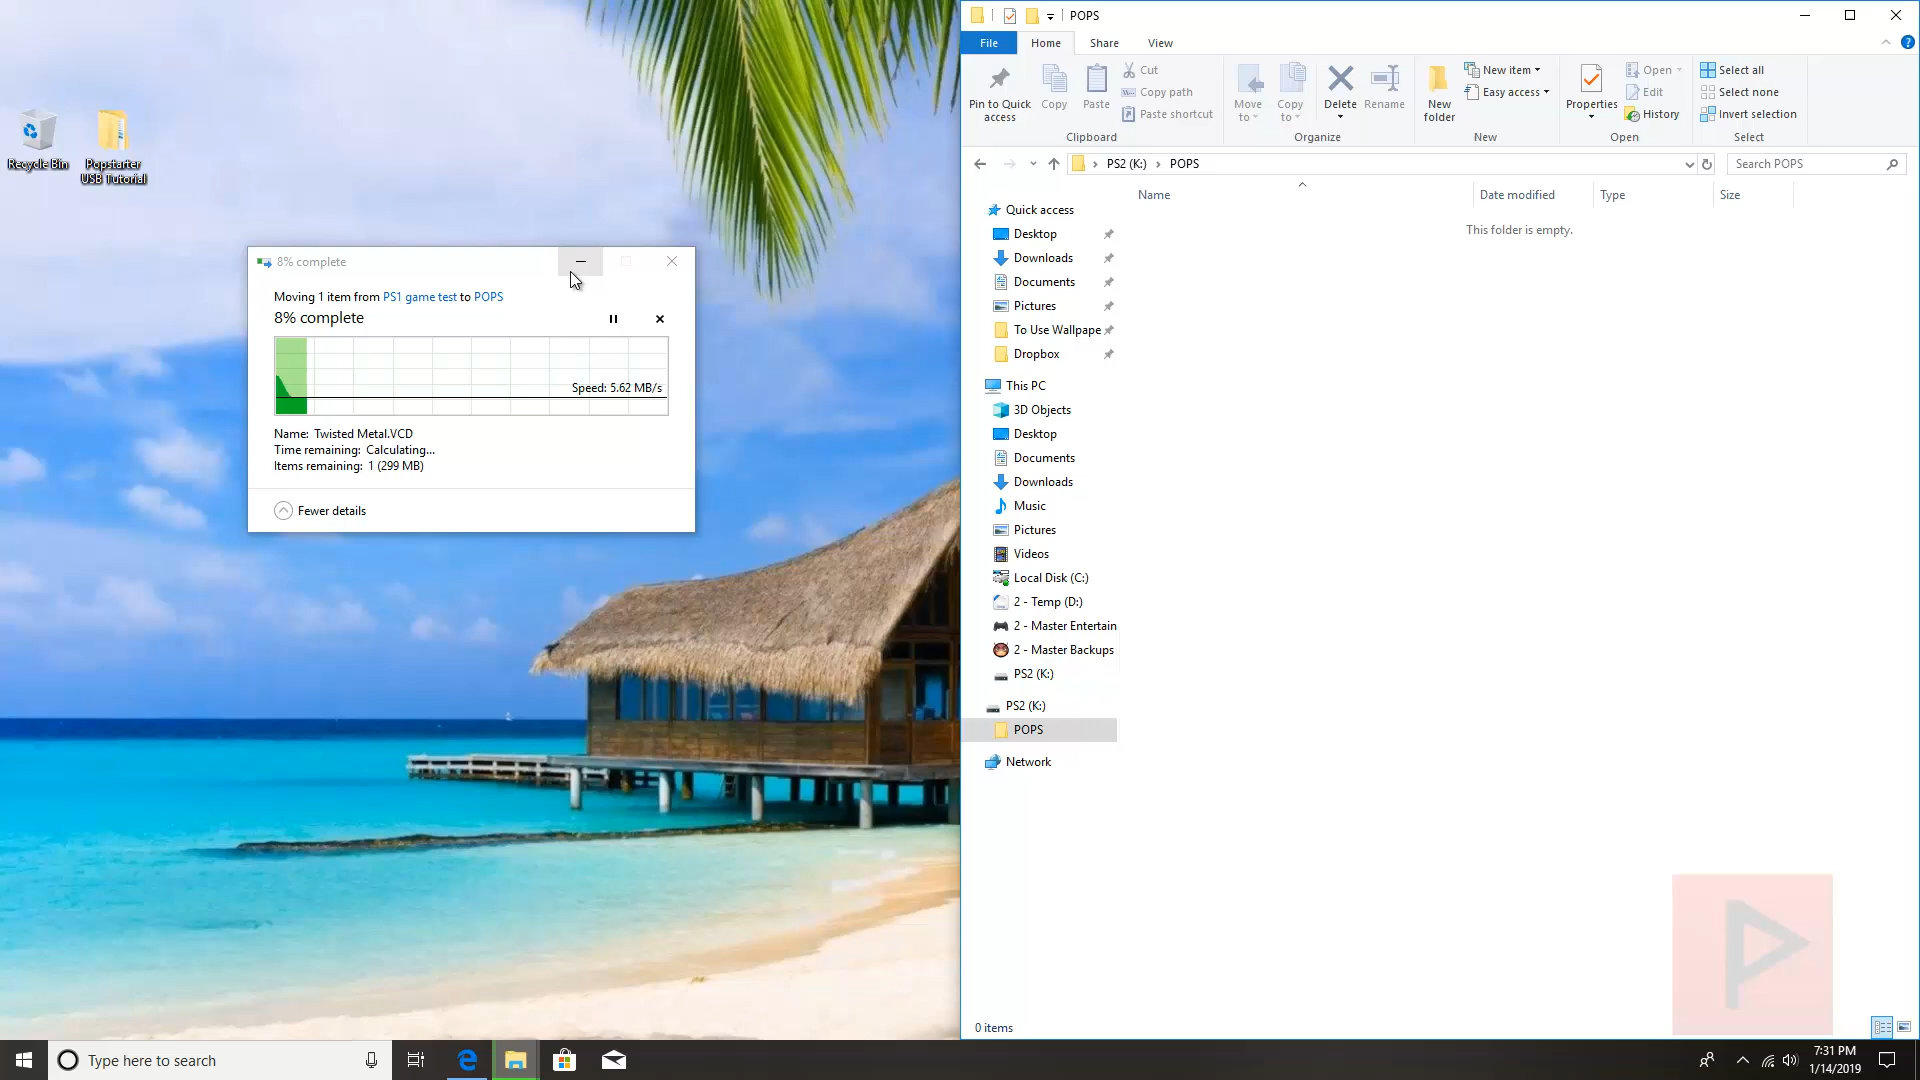 Recycle Bin
Popstarter
USB Tutorial
8% complete
Moving 1 item from PS1 game test to POPS
8% complete
Speed: 5.62 MB/s
Name: Twisted Metal.VCD
Time remaining: Calculating...
Items remaining: 1 (299 MB)
Fewer details
POPS
File
Home
Share
View
Pin to Quick
access
Copy
Paste
Cut
Copy path
Paste shortcut
Clipboard
Move
to
Copy
to
Delete
Rename
Organize
New
folder
New item
Easy access
New
Properties
Open
Edit
History
Open
Select all
Select none
Invert selection
Select
PS2 (K:)
POPS
Search POPS
Name
Date modified
Type
Size
This folder is empty.
Quick access
Desktop
Downloads
Documents
Pictures
To Use Wallpape
Dropbox
This PC
3D Objects
Desktop
Documents
Downloads
Music
Pictures
Videos
Local Disk (C:)
2 - Temp (D:)
2 - Master Entertain
2 - Master Backups
PS2 (K:)
PS2 (K:)
POPS
Network
0 items
Type here to search
7:31 PM
1/14/2019